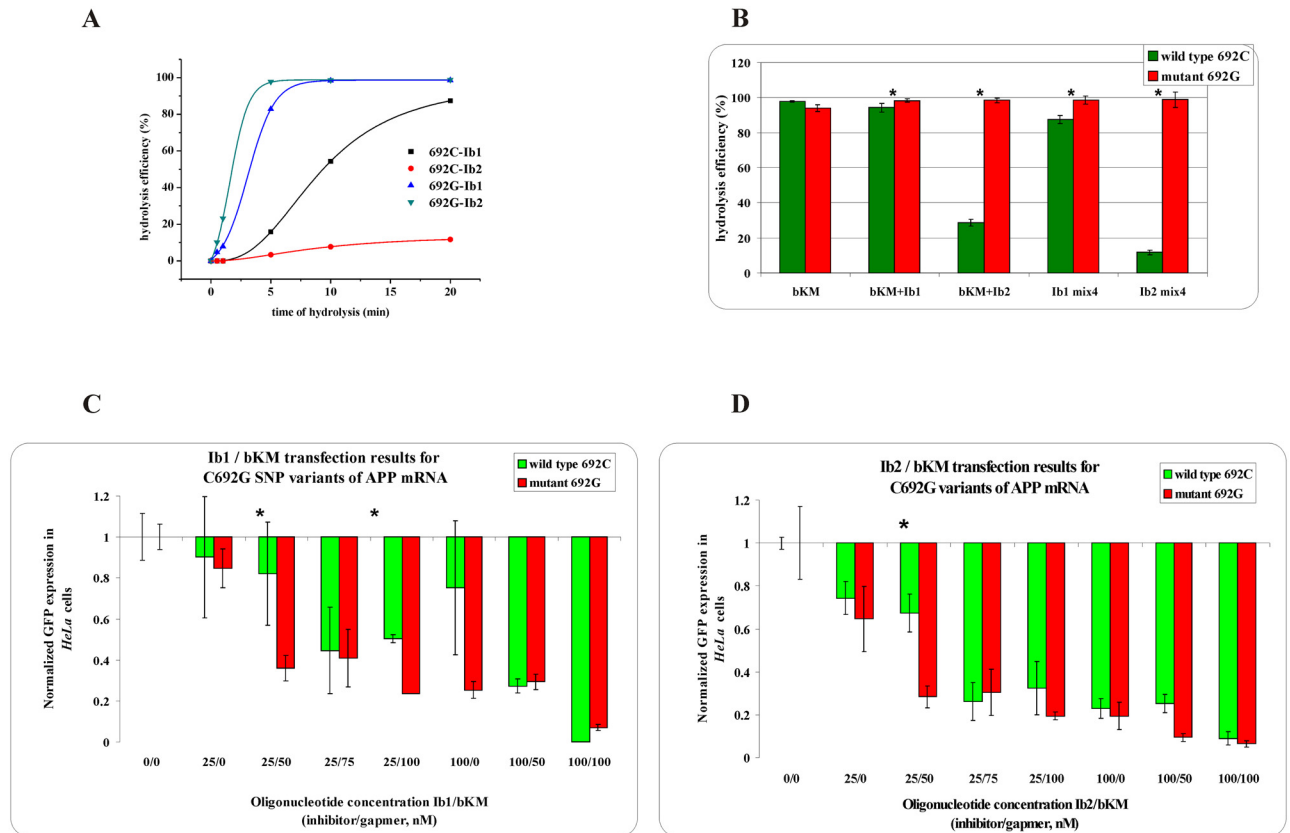 A
hydrolysis efficiency (%)
100
80
60
40
20
0
692C-Ib1
692C-Ib2
692G-Ib1
692G-Ib2
0
5
10
15
20
time of hydrolysis (min)
B
wild type 692C
mutant 692G
hydrolysis efficiency (%)
120
100
80
60
40
20
0
* * * *
bKM
bKM+Ib1
bKM+Ib2
Ib1 mix4
Ib2 mix4
C
Ib1 / bKM transfection results for
C692G SNP variants of APP mRNA
wild type 692C
mutant 692G
Normalized GFP expression in
HeLa cells
1.2
1
0.8
0.6
0.4
0.2
0
* *
0/0
25/0
25/50
25/75
25/100
100/0
100/50
100/100
Oligonucleotide concentration Ib1/bKM
(inhibitor/gapmer, nM)
D
Ib2 / bKM transfection results for
C692G variants of APP mRNA
wild type 692C
mutant 692G
Normalized GFP expression in
HeLa cells
1.2
1
0.8
0.6
0.4
0.2
0
*
0/0
25/0
25/50
25/75
25/100
100/0
100/50
100/100
Oligonucleotide concentration Ib2/bKM
(inhibitor/gapmer, nM)